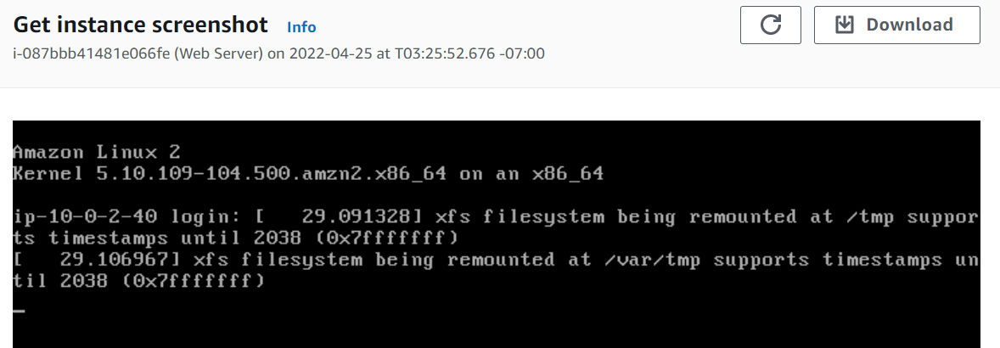 Get instance screenshot Info
Download
i-087bbb41481e066fe (Web Server) on 2022-04-25 at T03:25:52.676 -07:00
Amazon Linux 2
Kernel 5.10.109-104.500.amzn2.x86_64 on an x86_64
ip-10-0-2-40 login: [   29.091328] xfs filesystem being remounted at /tmp suppor
ts timestamps until 2038 (0x7fffffff)
[   29.106967] xfs filesystem being remounted at /var/tmp supports timestamps un
til 2038 (0x7fffffff)
_